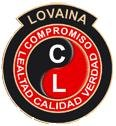 LOVAINA
COMPROMISO
LEALTAD CALIDAD VERDAD
C
L